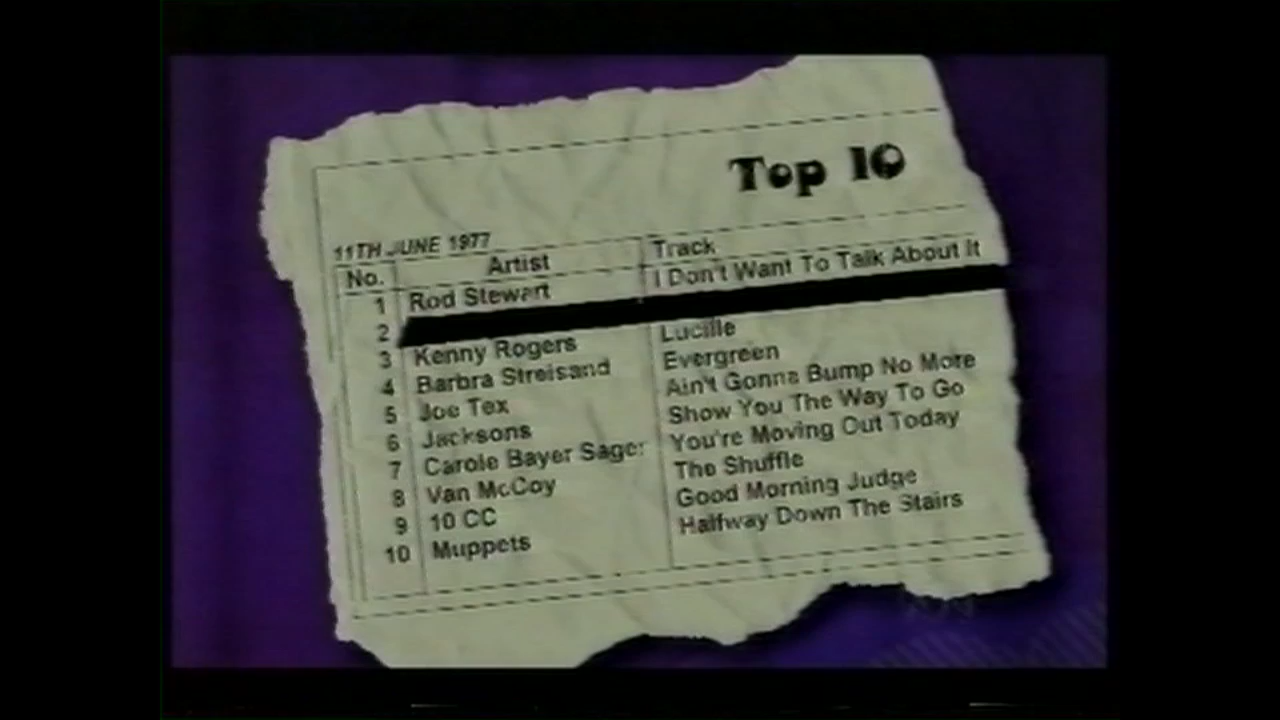 Top 10
11TH JUNE 1977
No. Artist Track
1 Rod Stewart I Don't Want To Talk About It
2
3 Kenny Rogers Lucille
4 Barbra Streisand Evergreen
5 Joe Tex Ain't Gonna Bump No More
6 Jacksons Show You The Way To Go
7 Carole Bayer Sager You're Moving Out Today
8 Van McCoy The Shuffle
9 10 CC Good Morning Judge
10 Muppets Halfway Down The Stairs